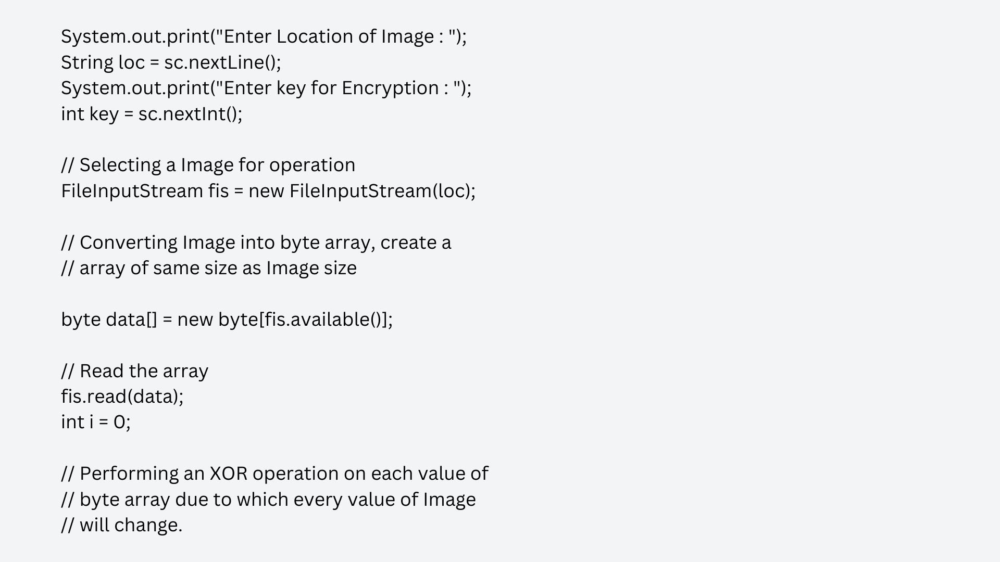 System.out.print("Enter Location of Image : ");
String loc = sc.nextLine();
System.out.print("Enter key for Encryption : ");
int key = sc.nextInt();
// Selecting a Image for operation
FileInputStream fis = new FileInputStream(loc);
// Converting Image into byte array, create a
// array of same size as Image size
byte data[] = new byte[fis.available()];
// Read the array
fis.read(data);
int i = 0;
// Performing an XOR operation on each value of
// byte array due to which every value of Image
// will change.